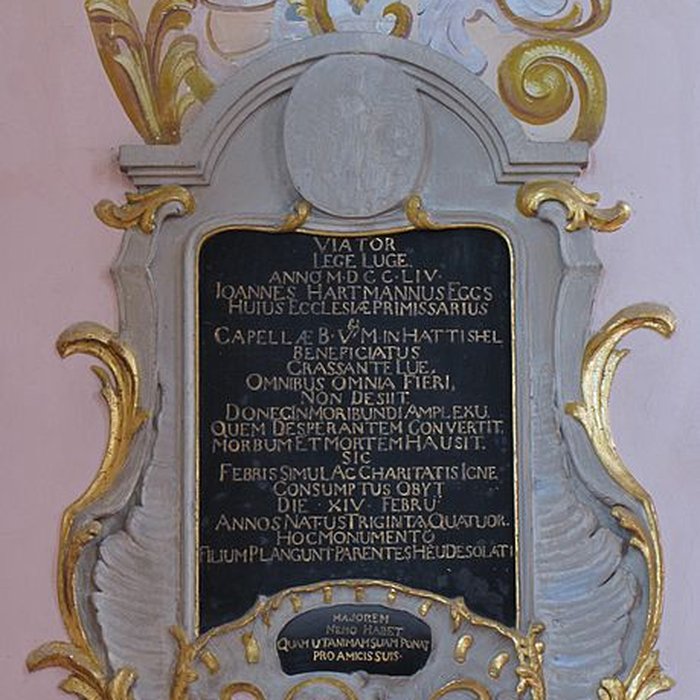 VIATOR
LEGE LUGE.
ANNO M·D·C·C·LIV·
IOANNES HARTMANNUS EGGS
HUIUS ECCLESIÆ PRIMISSARIUS
&
CAPELLÆ B·V·M IN HATTISHEL
BENEFICIATUS
GRASSANTE LUE,
OMNIBUS OMNIA FIERI,
NON DESIIT.
DONEC IN MORIBUNDI AMPLEXU.
QUEM DESPERANTEM CONVERTIT,
MORBUM ET MORTEM HAUSIT.
SIC
FEBRIS SIMUL AC CHARITATIS IGNE
CONSUMPTUS OBYT
DIE · XIV · FEBRU
ANNOS NATUS TRIGINTA QUATUOR.
HOC MONUMENTO
FILIUM PLANGUNT PARENTES HEU DESOLATI
MAJOREM
NEMO HABET
QUAM UT ANIMAM SUAM PONAT
PRO AMICIS SUIS·